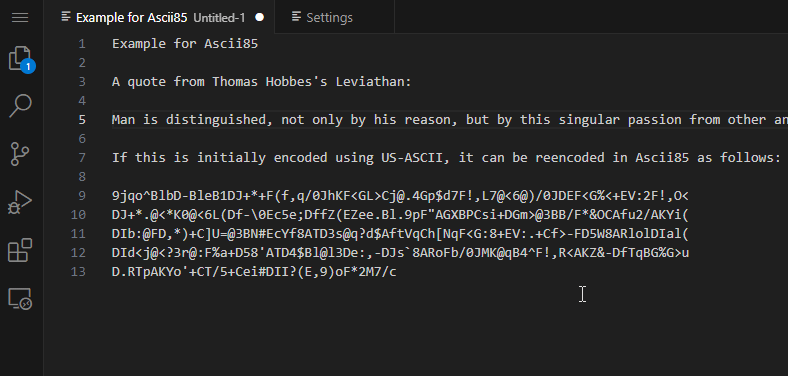 Example for Ascii85 Untitled-1 Settings
1
1 Example for Ascii85
2
3 A quote from Thomas Hobbes's Leviathan:
4
5 Man is distinguished, not only by his reason, but by this singular passion from other an
6
7 If this is initially encoded using US-ASCII, it can be reencoded in Ascii85 as follows:
8
9 9jqo^BlbD-BleB1DJ+*+F(f,q/0JhKF<GL>Cj@.4Gp$d7F!,L7@<6@)/0JDEF<G%<+EV:2F!,O<
10 DJ+*.@<*K0@<6L(Df-\0Ec5e;DffZ(EZee.Bl.9pF"AGXBPCsi+DGm>@3BB/F*&OCAfu2/AKYi(
11 DIb:@FD,*)+C]U=@3BN#EcYf8ATD3s@q?d$AftVqCh[NqF<G:8+EV:.+Cf>-FD5W8ARlolDIal(
12 DId<j@<?3r@:F%a+D58'ATD4$Bl@l3De:,-DJs`8ARoFb/0JMK@qB4^F!,R<AKZ&-DfTqBG%G>u
13 D.RTpAKYo'+CT/5+Cei#DII?(E,9)oF*2M7/c